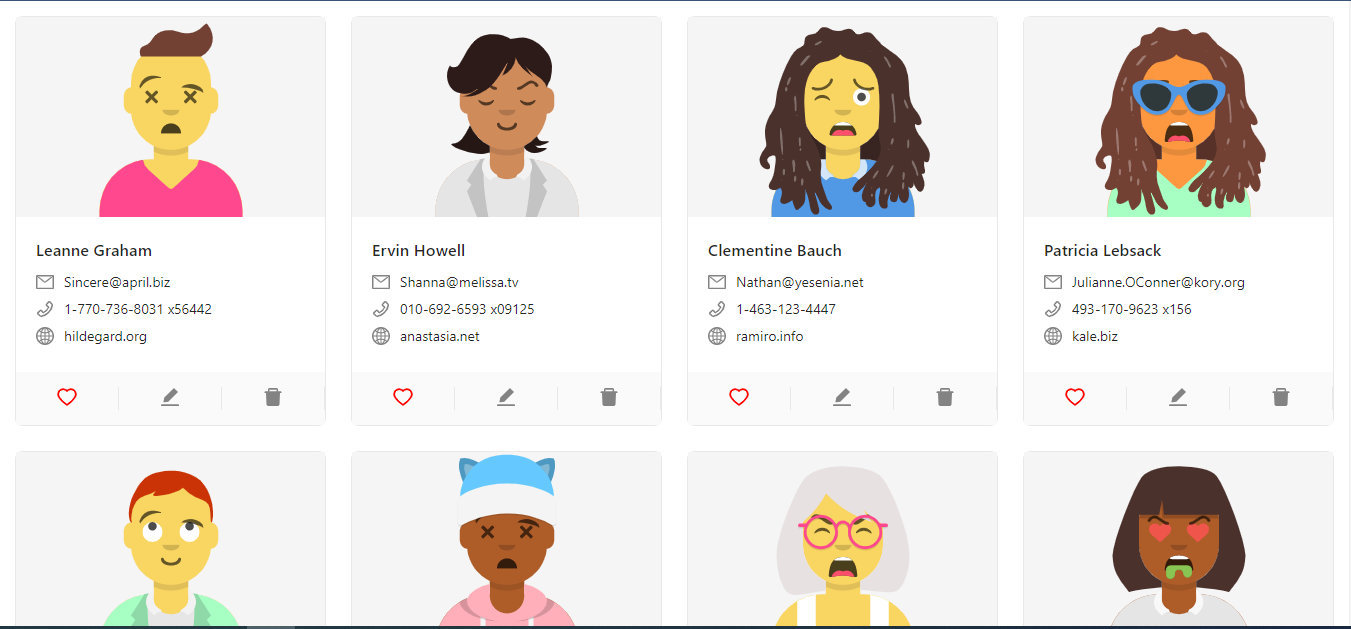 Leanne Graham
Sincere@april.biz
1-770-736-8031 x56442
hildegard.org
Ervin Howell
Shanna@melissa.tv
010-692-6593 x09125
anastasia.net
Clementine Bauch
Nathan@yesenia.net
1-463-123-4447
ramiro.info
Patricia Lebsack
Julianne.OConner@kory.org
493-170-9623 x156
kale.biz